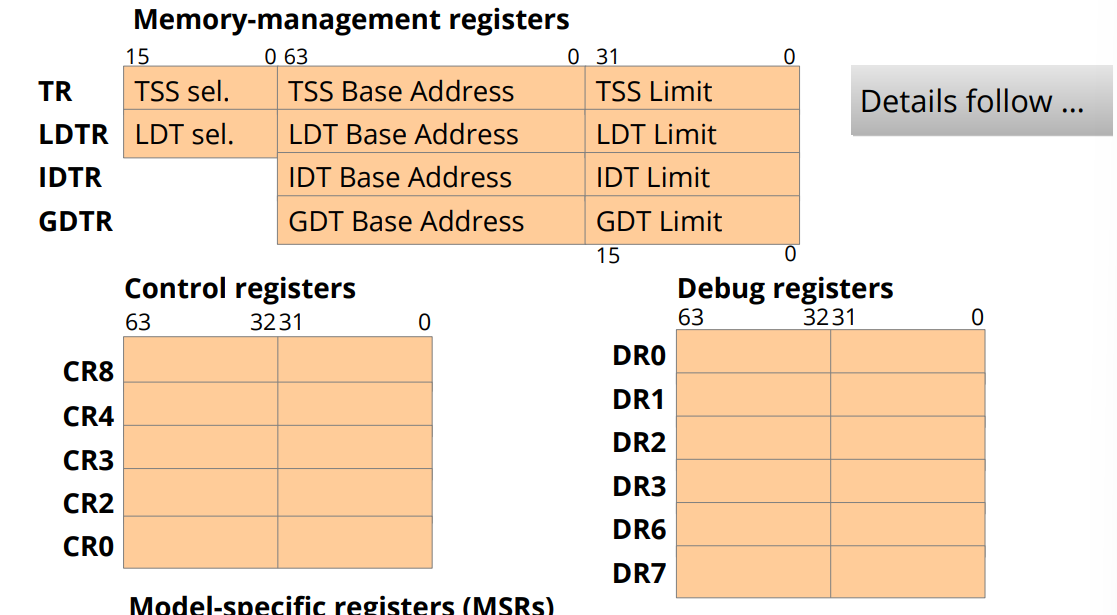 Memory-management registers
15 0 63 0 31 0
TR TSS sel. TSS Base Address TSS Limit
Details follow ...
LDTR LDT sel. LDT Base Address LDT Limit
IDTR IDT Base Address IDT Limit
GDTR GDT Base Address GDT Limit
15 0
Control registers
63 32 31 0
CR8
CR4
CR3
CR2
CR0
Debug registers
63 32 31 0
DR0
DR1
DR2
DR3
DR6
DR7
Model-specific registers (MSRs)